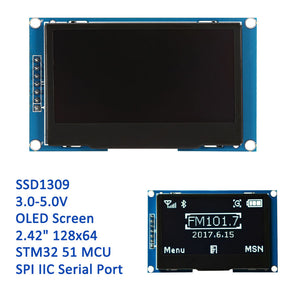 SSD1309
3.0-5.0V
OLED Screen
2.42" 128x64
STM32 51 MCU
SPI IIC Serial Port
FM101.7
2017.6.15
Menu MSN